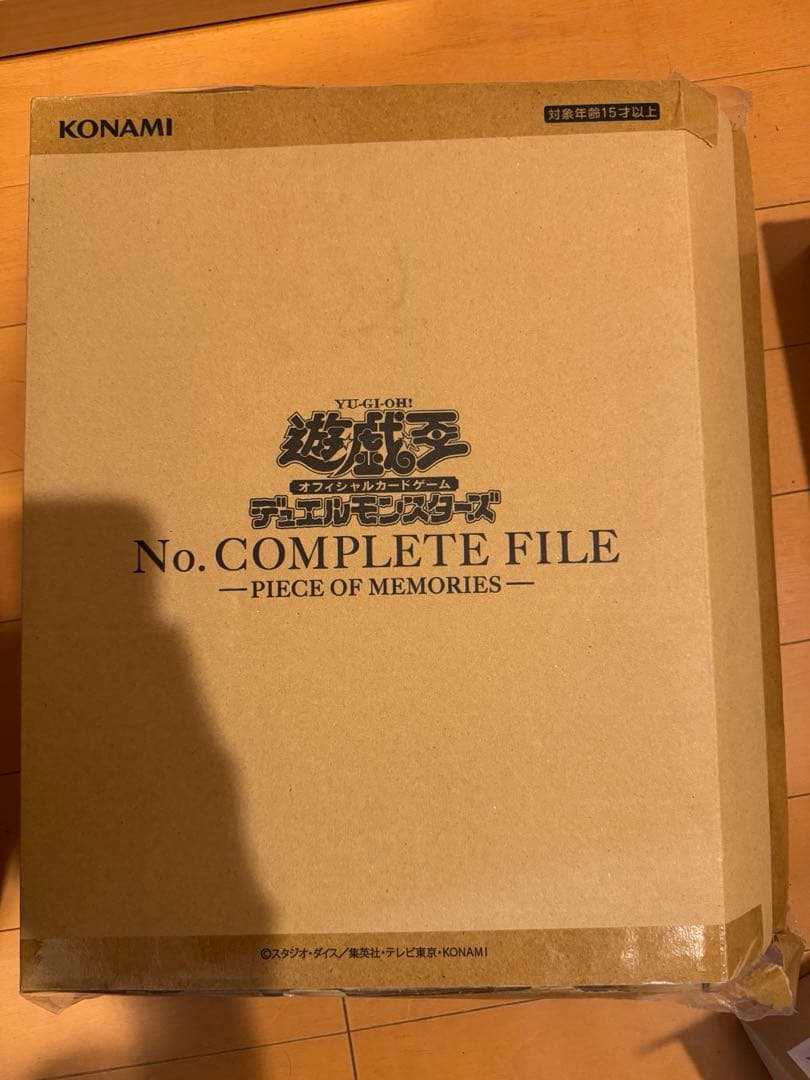 KONAMI
対象年齢15才以上
YU-GI-OH!
遊戯王
オフィシャルカードゲーム
デュエルモンスターズ
No. COMPLETE FILE
—PIECE OF MEMORIES—
©スタジオ・ダイス/集英社・テレビ東京・KONAMI